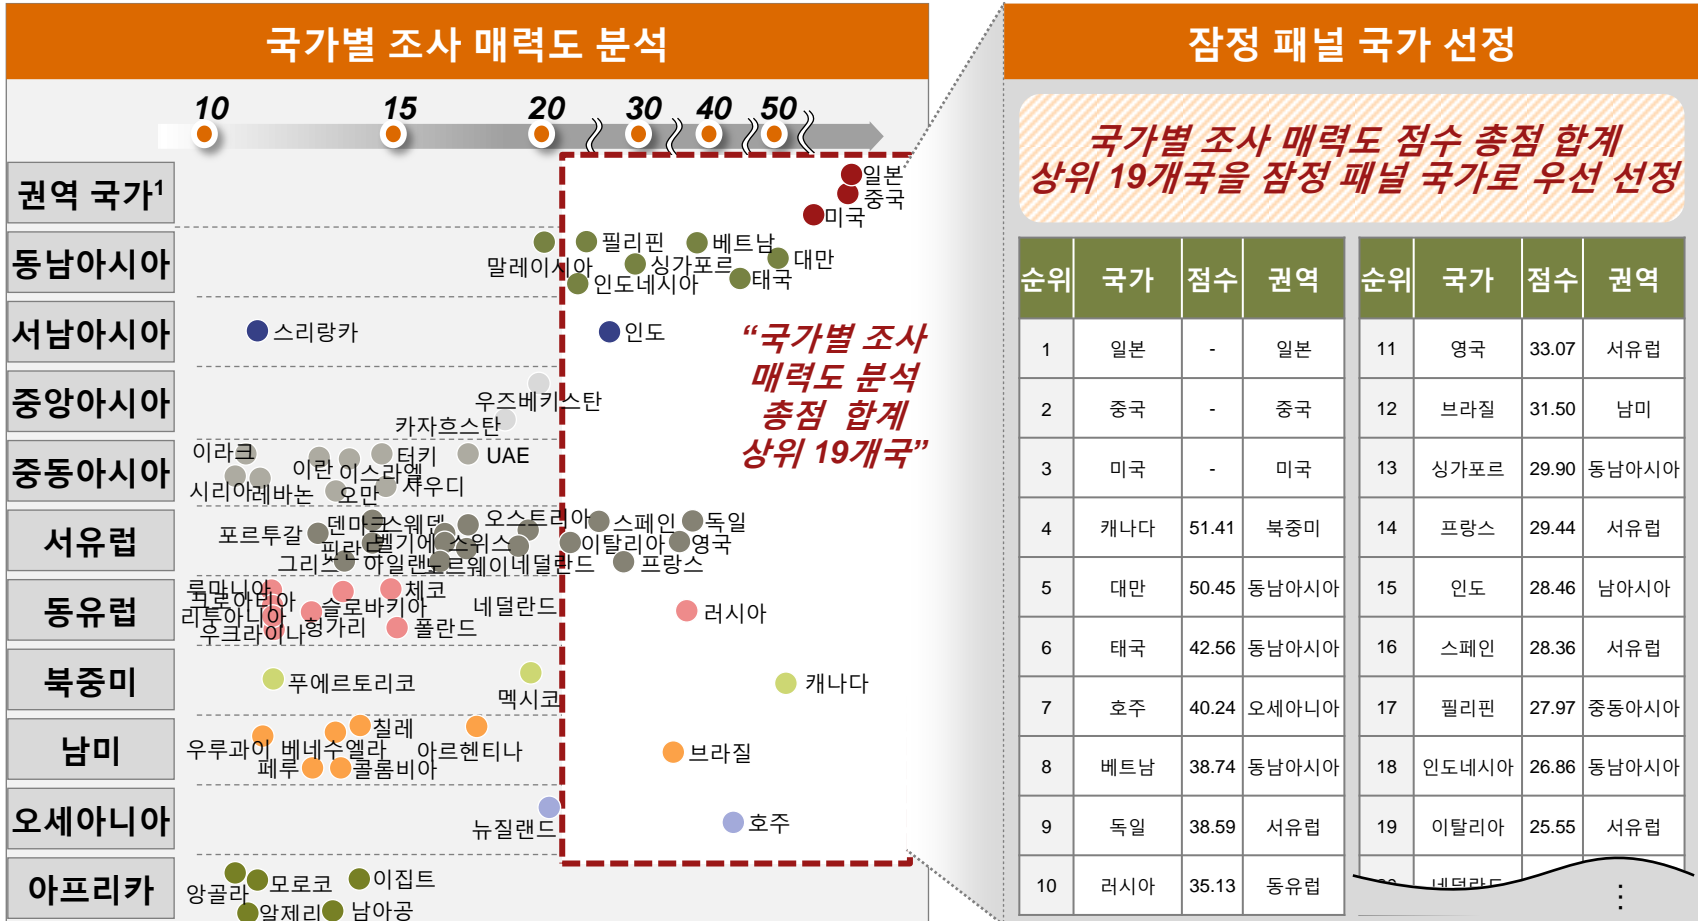 국가별 조사 매력도 분석
10 15 20 30 40 50
권역 국가1
일본
중국
미국
동남아시아
필리핀
베트남
대만
말레이시아
싱가포르
태국
인도네시아
서남아시아
스리랑카
인도
“국가별 조사
매력도 분석
총점 합계
상위 19개국”
중앙아시아
우즈베키스탄
카자흐스탄
중동아시아
이라크
이란
이스라엘
터키
UAE
시리아
레바논
오만
사우디
서유럽
포르투갈
덴마크
스웨덴
오스트리아
스페인
독일
핀란드
벨기에
스위스
이탈리아
영국
그리스
아일랜드
노르웨이
네덜란드
프랑스
동유럽
루마니아
체코
크로아티아
슬로바키아
네덜란드
러시아
리투아니아
우크라이나
헝가리
폴란드
북중미
푸에르토리코
멕시코
캐나다
남미
칠레
우루과이
베네수엘라
아르헨티나
브라질
페루
콜롬비아
오세아니아
뉴질랜드
호주
아프리카
앙골라
모로코
이집트
알제리
남아공
잠정 패널 국가 선정
국가별 조사 매력도 점수 총점 합계
상위 19개국을 잠정 패널 국가로 우선 선정
순위 국가 점수 권역
1 일본 - 일본
2 중국 - 중국
3 미국 - 미국
4 캐나다 51.41 북중미
5 대만 50.45 동남아시아
6 태국 42.56 동남아시아
7 호주 40.24 오세아니아
8 베트남 38.74 동남아시아
9 독일 38.59 서유럽
10 러시아 35.13 동유럽
순위 국가 점수 권역
11 영국 33.07 서유럽
12 브라질 31.50 남미
13 싱가포르 29.90 동남아시아
14 프랑스 29.44 서유럽
15 인도 28.46 남아시아
16 스페인 28.36 서유럽
17 필리핀 27.97 중동아시아
18 인도네시아 26.86 동남아시아
19 이탈리아 25.55 서유럽
⋮